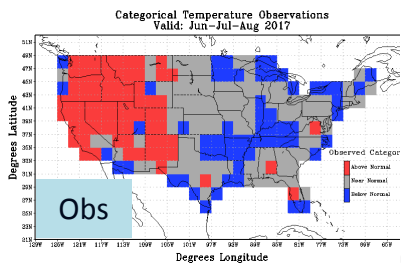 Categorical Temperature Observations
Valid: Jun-Jul-Aug 2017
Degrees Latitude
51N
49N
47N
45N
43N
41N
39N
37N
35N
33N
31N
29N
27N
25N
23N
21N
Observed Categor
Above Normal
Near Normal
Below Normal
Obs
129W 125W 121W 117W 113W 109W 105W 101W 97W 93W 89W 85W 81W 77W 73W 69W 65W
Degrees Longitude